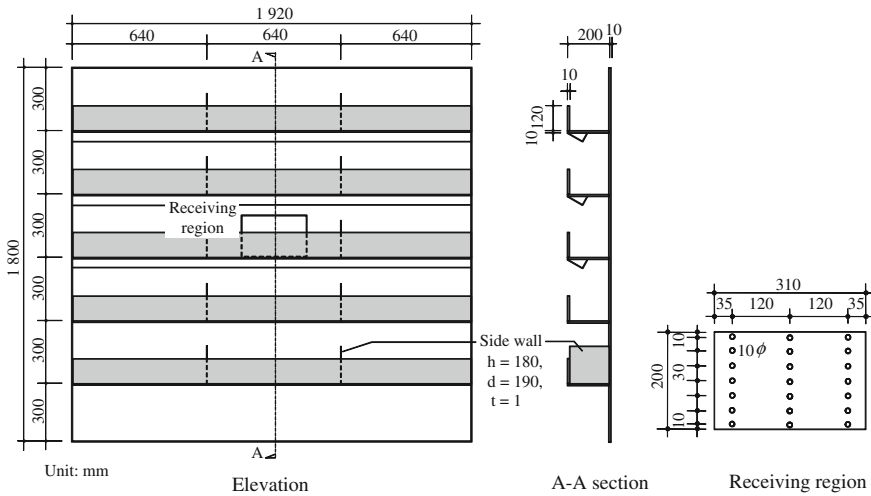 1 920
640
640
640
A
A
1 800
300
300
300
300
300
300
Receiving
region
Side wall
h = 180,
d = 190,
t = 1
Unit: mm
Elevation
200
10
10
120
10
A-A section
310
35
120
120
35
200
10
30
10
10ϕ
Receiving region